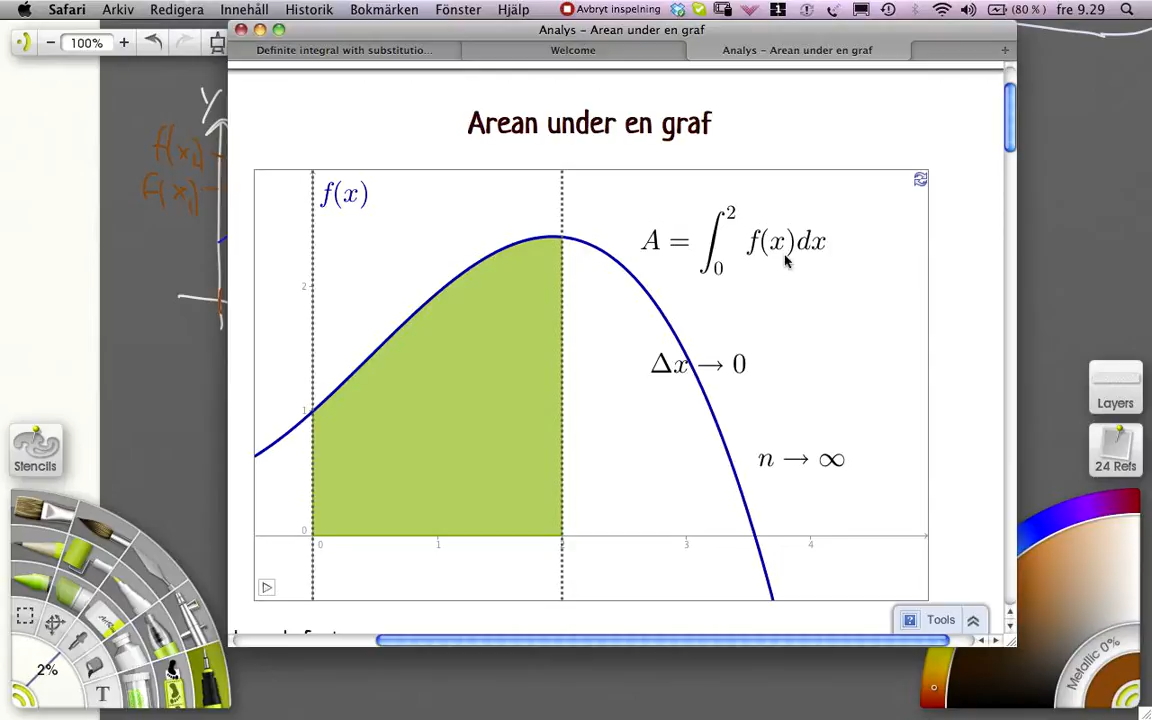 Safari Arkiv Redigera Innehåll Historik Bokmärken Fönster Hjälp Avbryt inspelning 1 (80 %) fre 9.29
100%
Analys – Arean under en graf
Definite integral with substitutio... Welcome Analys – Arean under en graf
Arean under en graf
f(x)
A = ∫₀² f(x)dx
Δx → 0
n → ∞
2
1
0
0 1 2 3 4
y
f(x₁)
Tools
Layers
24 Refs
Stencils
2%
T
Metallic 0%